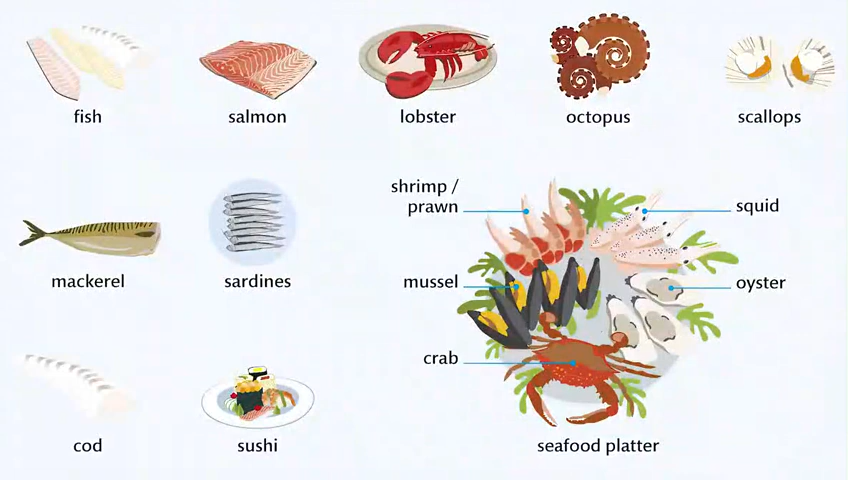 fish
salmon
lobster
octopus
scallops
shrimp /
prawn
squid
mackerel
sardines
mussel
oyster
crab
cod
sushi
seafood platter